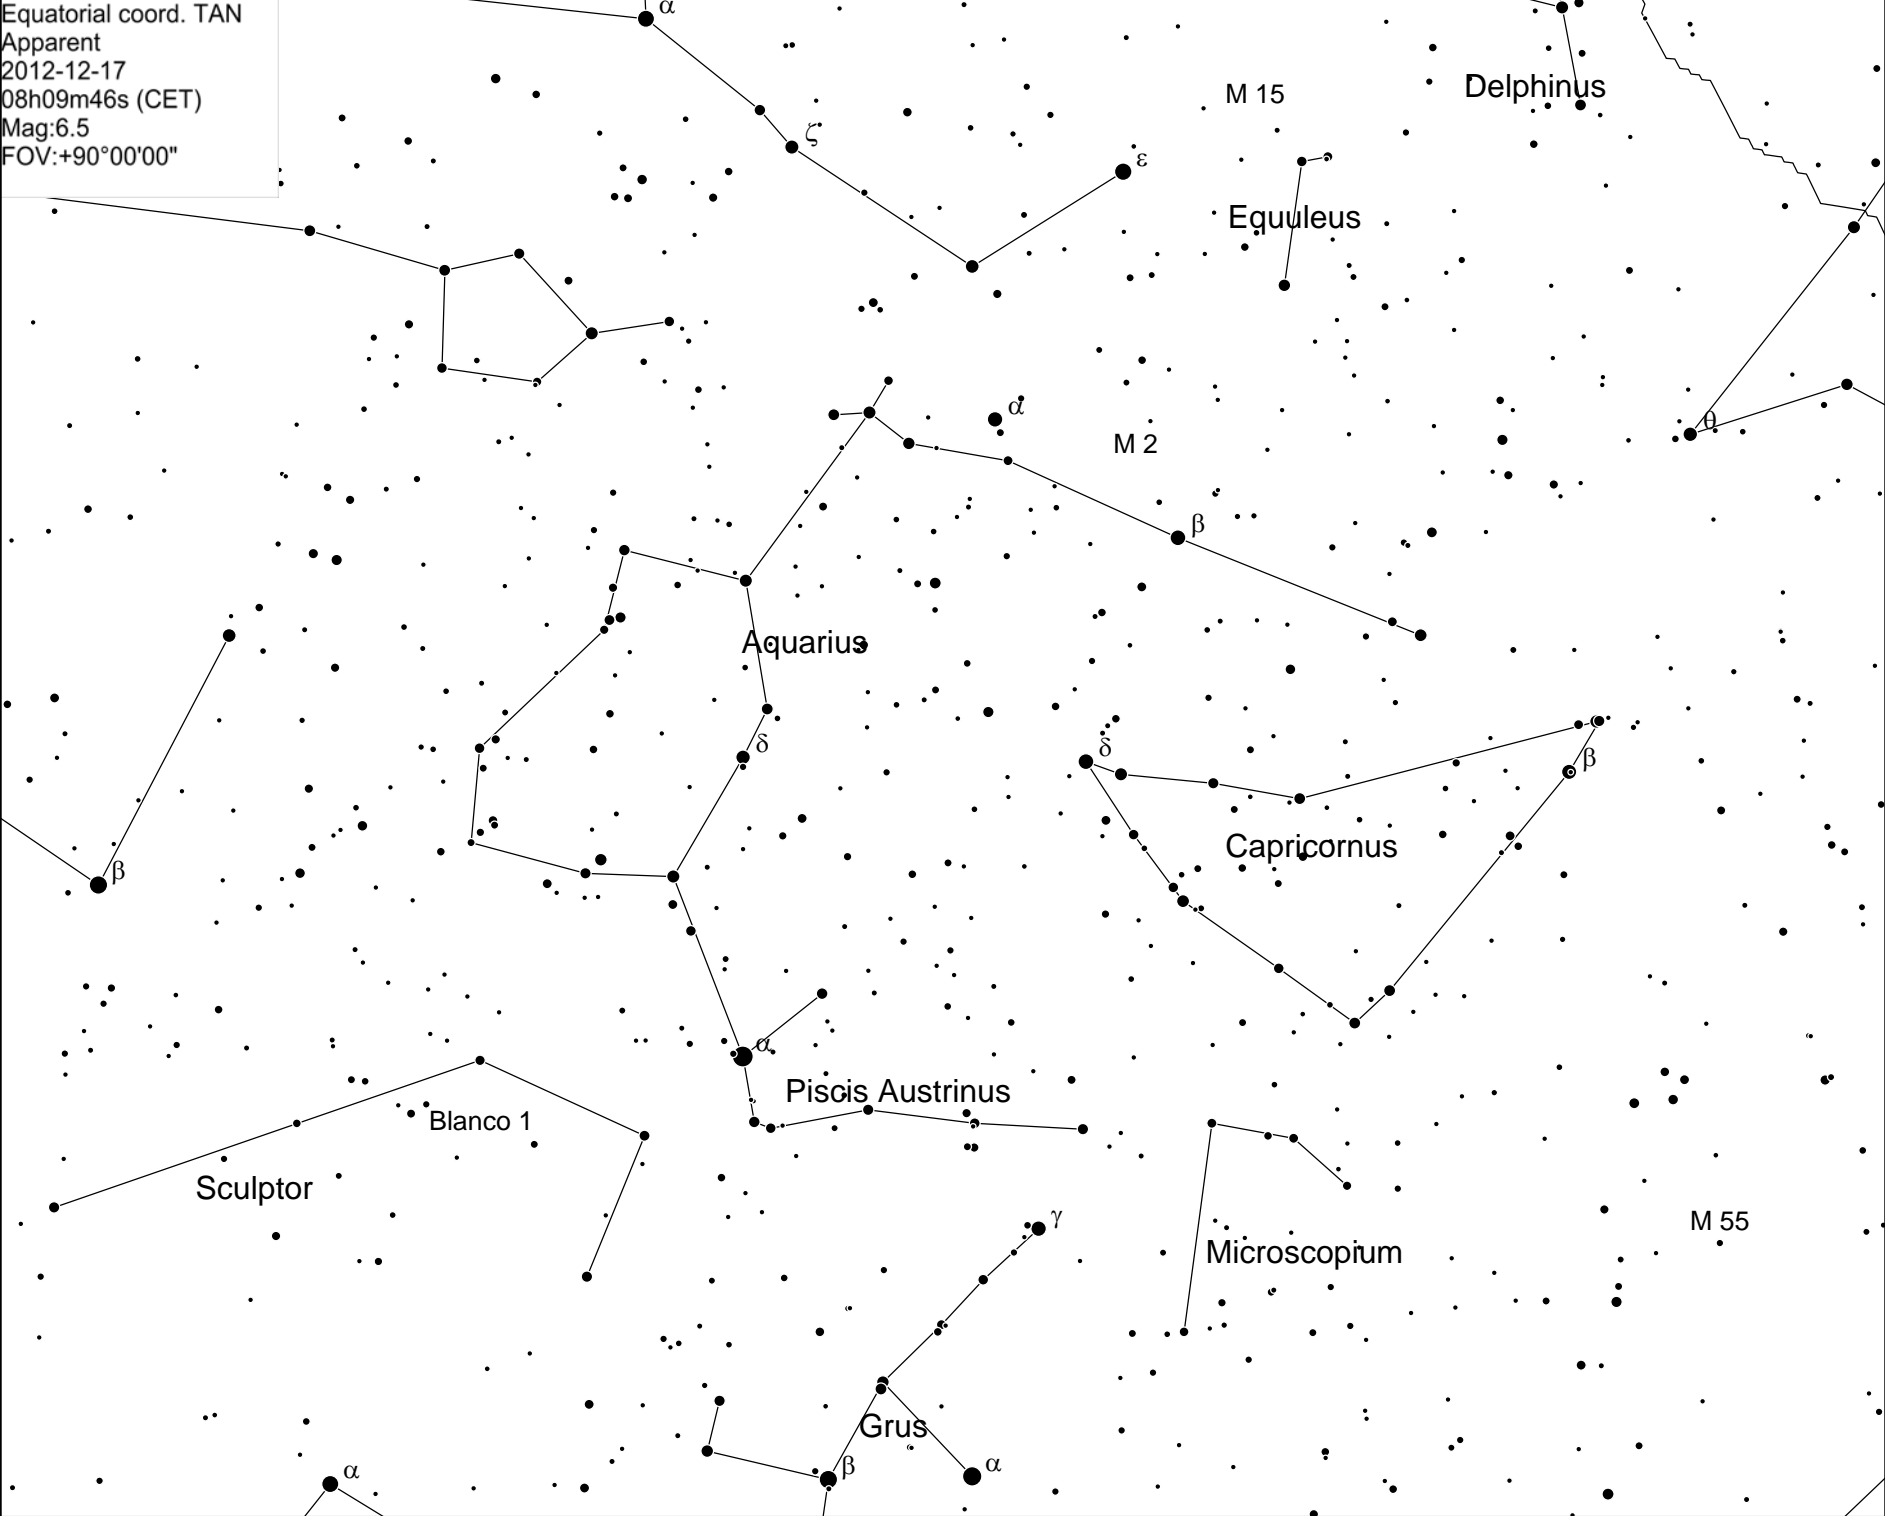 Equatorial coord. TAN
Apparent
2012-12-17
08h09m46s (CET)
Mag:6.5
FOV:+90°00'00"
α
ζ
ε
M 15
Delphinus
Equuleus
α
M 2
θ
β
Aquarius
δ
δ
β
Capricornus
β
α
Piscis Austrinus
Blanco 1
Sculptor
γ
M 55
Microscopium
Grus
β
α
α